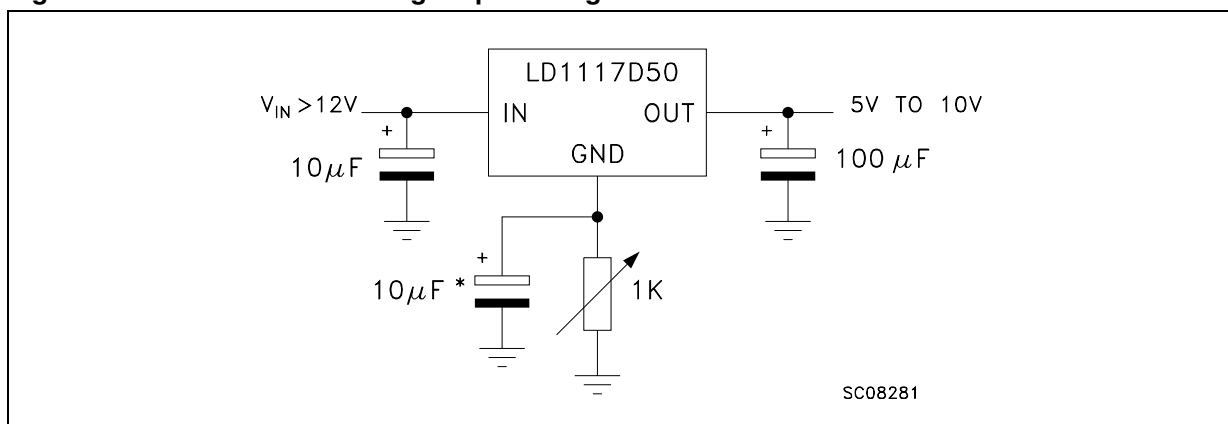 LD1117D50
V_IN >12V
IN
OUT
5V TO 10V
GND
+
10μF
+
100 μF
+
10μF *
1K
SC08281